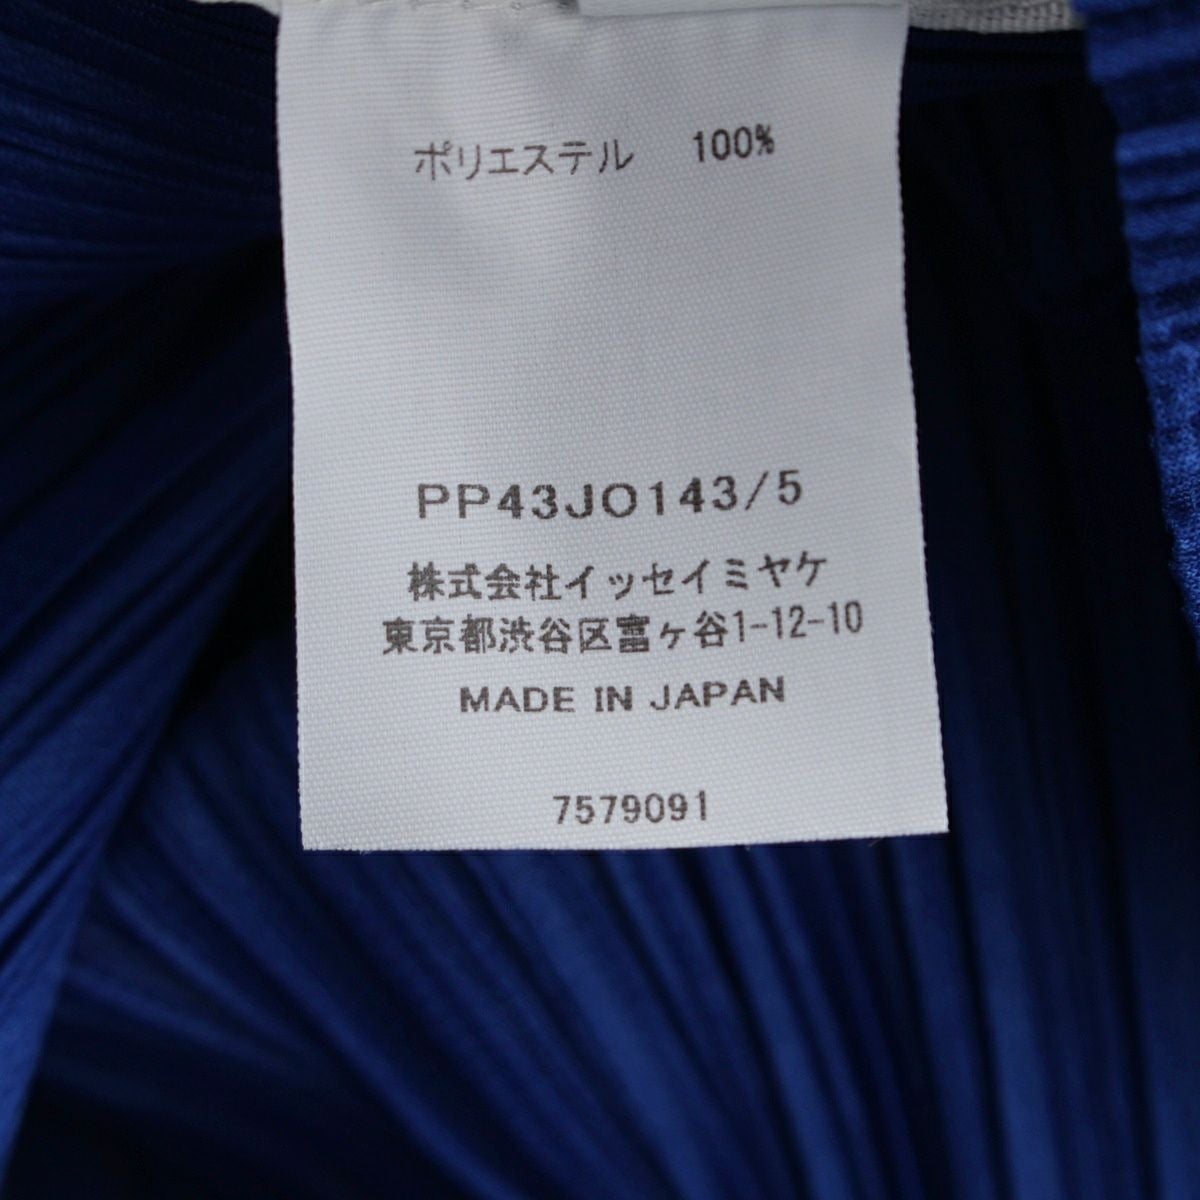 ポリエステル 100%
PP43JO143/5
株式会社イッセイミヤケ
東京都渋谷区富ヶ谷1-12-10
MADE IN JAPAN
7579091